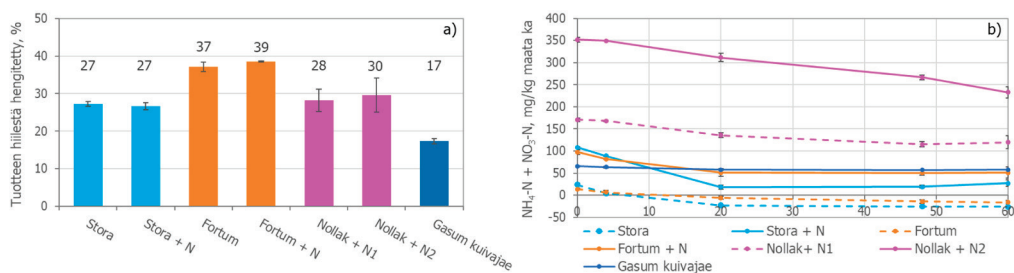 a)
Tuotteen hiilestä hengitetty, %
50
40
30
20
10
0
27
27
37
39
28
30
17
Stora
Stora + N
Fortum
Fortum + N
Nollak + N1
Nollak + N2
Gasum kuivajae
b)
NH₄-N + NO₃-N, mg/kg maata ka
400
350
300
250
200
150
100
50
0
-50
0
10
20
30
40
50
60
Stora
Stora + N
Fortum
Fortum + N
Nollak+ N1
Nollak + N2
Gasum kuivajae